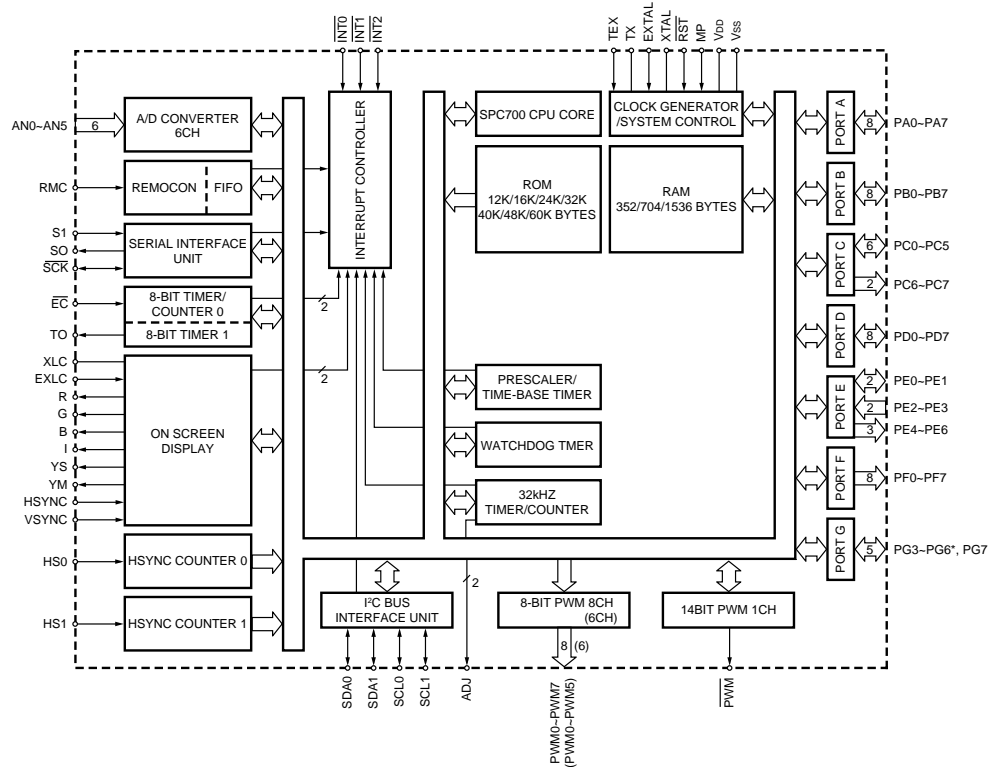 INT0
INT1
INT2
TEX
TX
EXTAL
XTAL
RST
MP
VDD
VSS
AN0~AN5
6
A/D CONVERTER
6CH
RMC
REMOCON
FIFO
S1
SO
SCK
SERIAL INTERFACE
UNIT
EC
TO
8-BIT TIMER/
COUNTER 0
8-BIT TIMER 1
2
XLC
EXLC
R
G
B
I
YS
YM
HSYNC
VSYNC
ON SCREEN
DISPLAY
2
HS0
HSYNC COUNTER 0
HS1
HSYNC COUNTER 1
INTERRUPT CONTROLLER
SPC700 CPU CORE
CLOCK GENERATOR
/SYSTEM CONTROL
ROM
12K/16K/24K/32K
40K/48K/60K BYTES
RAM
352/704/1536 BYTES
PRESCALER/
TIME-BASE TIMER
WATCHDOG TMER
32kHZ
TIMER/COUNTER
PORT A
8
PA0~PA7
PORT B
8
PB0~PB7
PORT C
6
PC0~PC5
2
PC6~PC7
PORT D
8
PD0~PD7
PORT E
2
PE0~PE1
2
PE2~PE3
3
PE4~PE6
PORT F
8
PF0~PF7
PORT G
5
PG3~PG6*, PG7
I²C BUS
INTERFACE UNIT
2
8-BIT PWM 8CH
(6CH)
8 (6)
14BIT PWM 1CH
SDA0
SDA1
SCL0
SCL1
ADJ
PWM0~PWM7
(PWM0~PWM5)
PWM